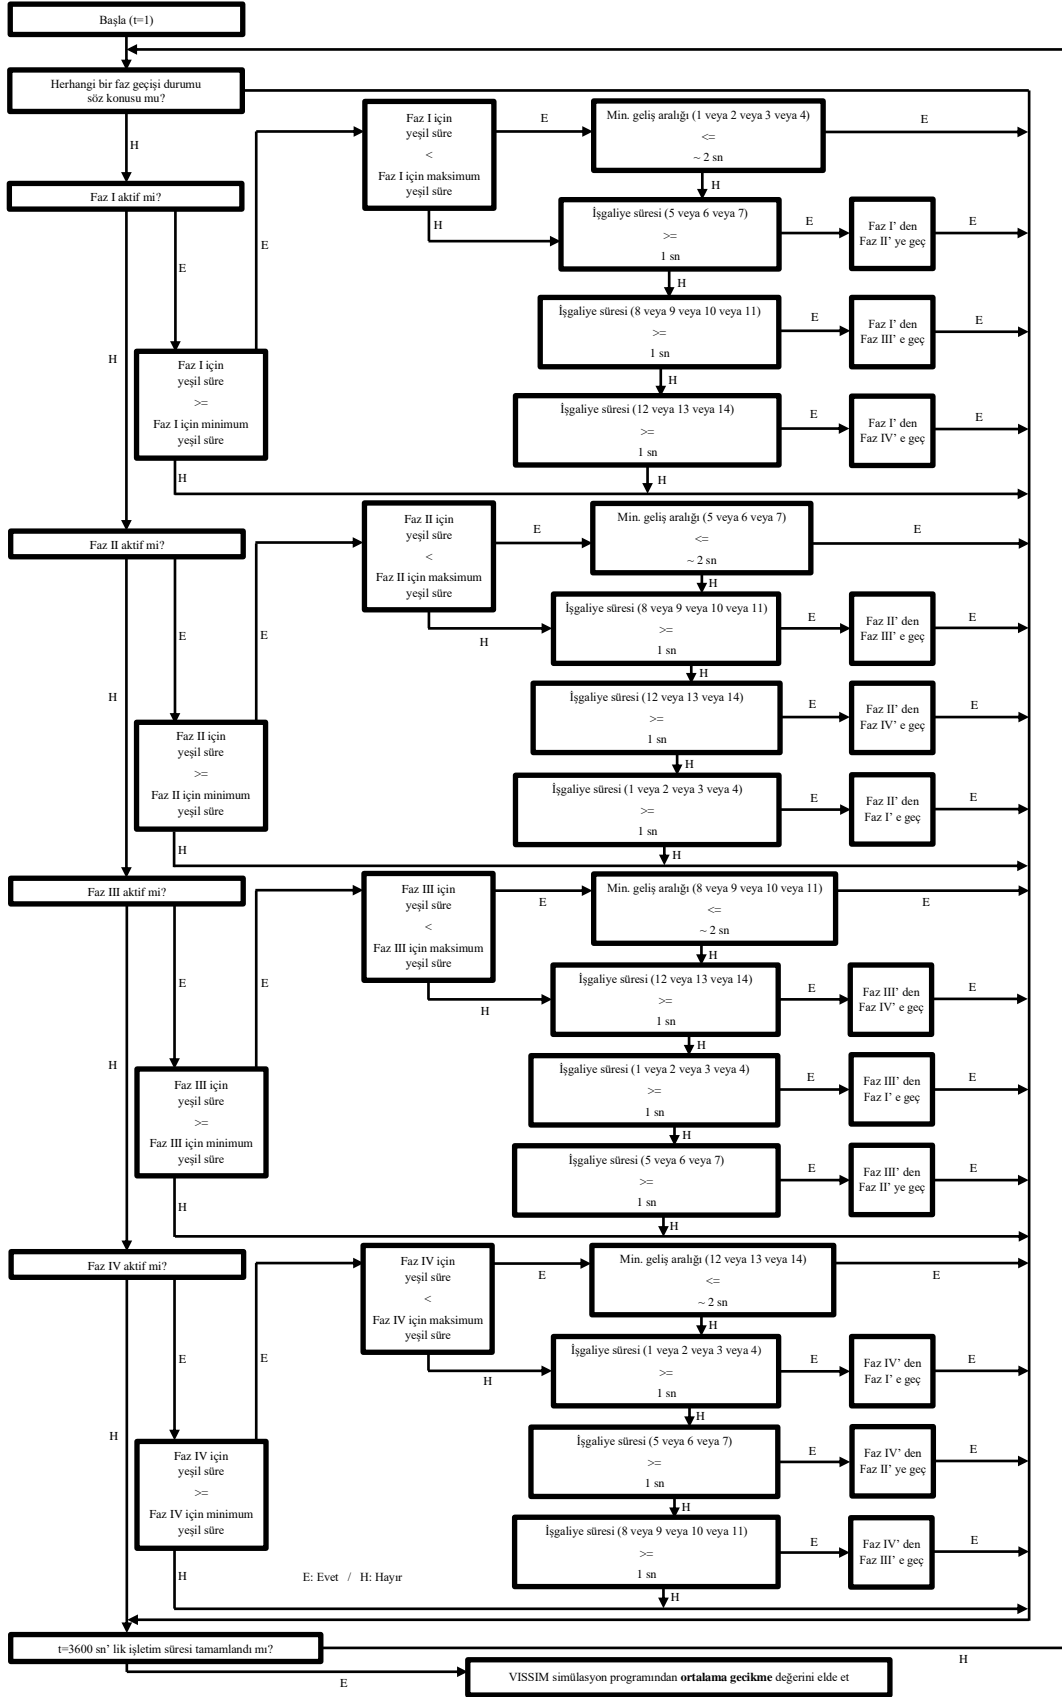 Başla (t=1)
Herhangi bir faz geçişi durumu
söz konusu mu?
H
Faz I aktif mi?
E
H
Faz I için
yeşil süre
>=
Faz I için minimum
yeşil süre
H
E
Faz I için
yeşil süre
<
Faz I için maksimum
yeşil süre
E
H
Min. geliş aralığı (1 veya 2 veya 3 veya 4)
<=
~ 2 sn
E
H
İşgaliye süresi (5 veya 6 veya 7)
>=
1 sn
E
Faz I’ den
Faz II’ ye geç
E
H
İşgaliye süresi (8 veya 9 veya 10 veya 11)
>=
1 sn
E
Faz I’ den
Faz III’ e geç
E
H
İşgaliye süresi (12 veya 13 veya 14)
>=
1 sn
E
Faz I’ den
Faz IV’ e geç
E
H
Faz II aktif mi?
E
H
Faz II için
yeşil süre
>=
Faz II için minimum
yeşil süre
H
E
Faz II için
yeşil süre
<
Faz II için maksimum
yeşil süre
E
H
Min. geliş aralığı (5 veya 6 veya 7)
<=
~ 2 sn
E
H
İşgaliye süresi (8 veya 9 veya 10 veya 11)
>=
1 sn
E
Faz II’ den
Faz III’ e geç
E
H
İşgaliye süresi (12 veya 13 veya 14)
>=
1 sn
E
Faz II’ den
Faz IV’ e geç
E
H
İşgaliye süresi (1 veya 2 veya 3 veya 4)
>=
1 sn
E
Faz II’ den
Faz I’ e geç
E
H
Faz III aktif mi?
E
H
Faz III için
yeşil süre
>=
Faz III için minimum
yeşil süre
H
E
Faz III için
yeşil süre
<
Faz III için maksimum
yeşil süre
E
H
Min. geliş aralığı (8 veya 9 veya 10 veya 11)
<=
~ 2 sn
E
H
İşgaliye süresi (12 veya 13 veya 14)
>=
1 sn
E
Faz III’ den
Faz IV’ e geç
E
H
İşgaliye süresi (1 veya 2 veya 3 veya 4)
>=
1 sn
E
Faz III’ den
Faz I’ e geç
E
H
İşgaliye süresi (5 veya 6 veya 7)
>=
1 sn
E
Faz III’ den
Faz II’ ye geç
E
H
Faz IV aktif mi?
E
H
Faz IV için
yeşil süre
>=
Faz IV için minimum
yeşil süre
H
E
Faz IV için
yeşil süre
<
Faz IV için maksimum
yeşil süre
E
H
Min. geliş aralığı (12 veya 13 veya 14)
<=
~ 2 sn
E
H
İşgaliye süresi (1 veya 2 veya 3 veya 4)
>=
1 sn
E
Faz IV’ den
Faz I’ e geç
E
H
İşgaliye süresi (5 veya 6 veya 7)
>=
1 sn
E
Faz IV’ den
Faz II’ ye geç
E
H
İşgaliye süresi (8 veya 9 veya 10 veya 11)
>=
1 sn
E
Faz IV’ den
Faz III’ e geç
E
H
E: Evet / H: Hayır
t=3600 sn’ lik işletim süresi tamamlandı mı?
H
E
VISSIM simülasyon programından ortalama gecikme değerini elde et